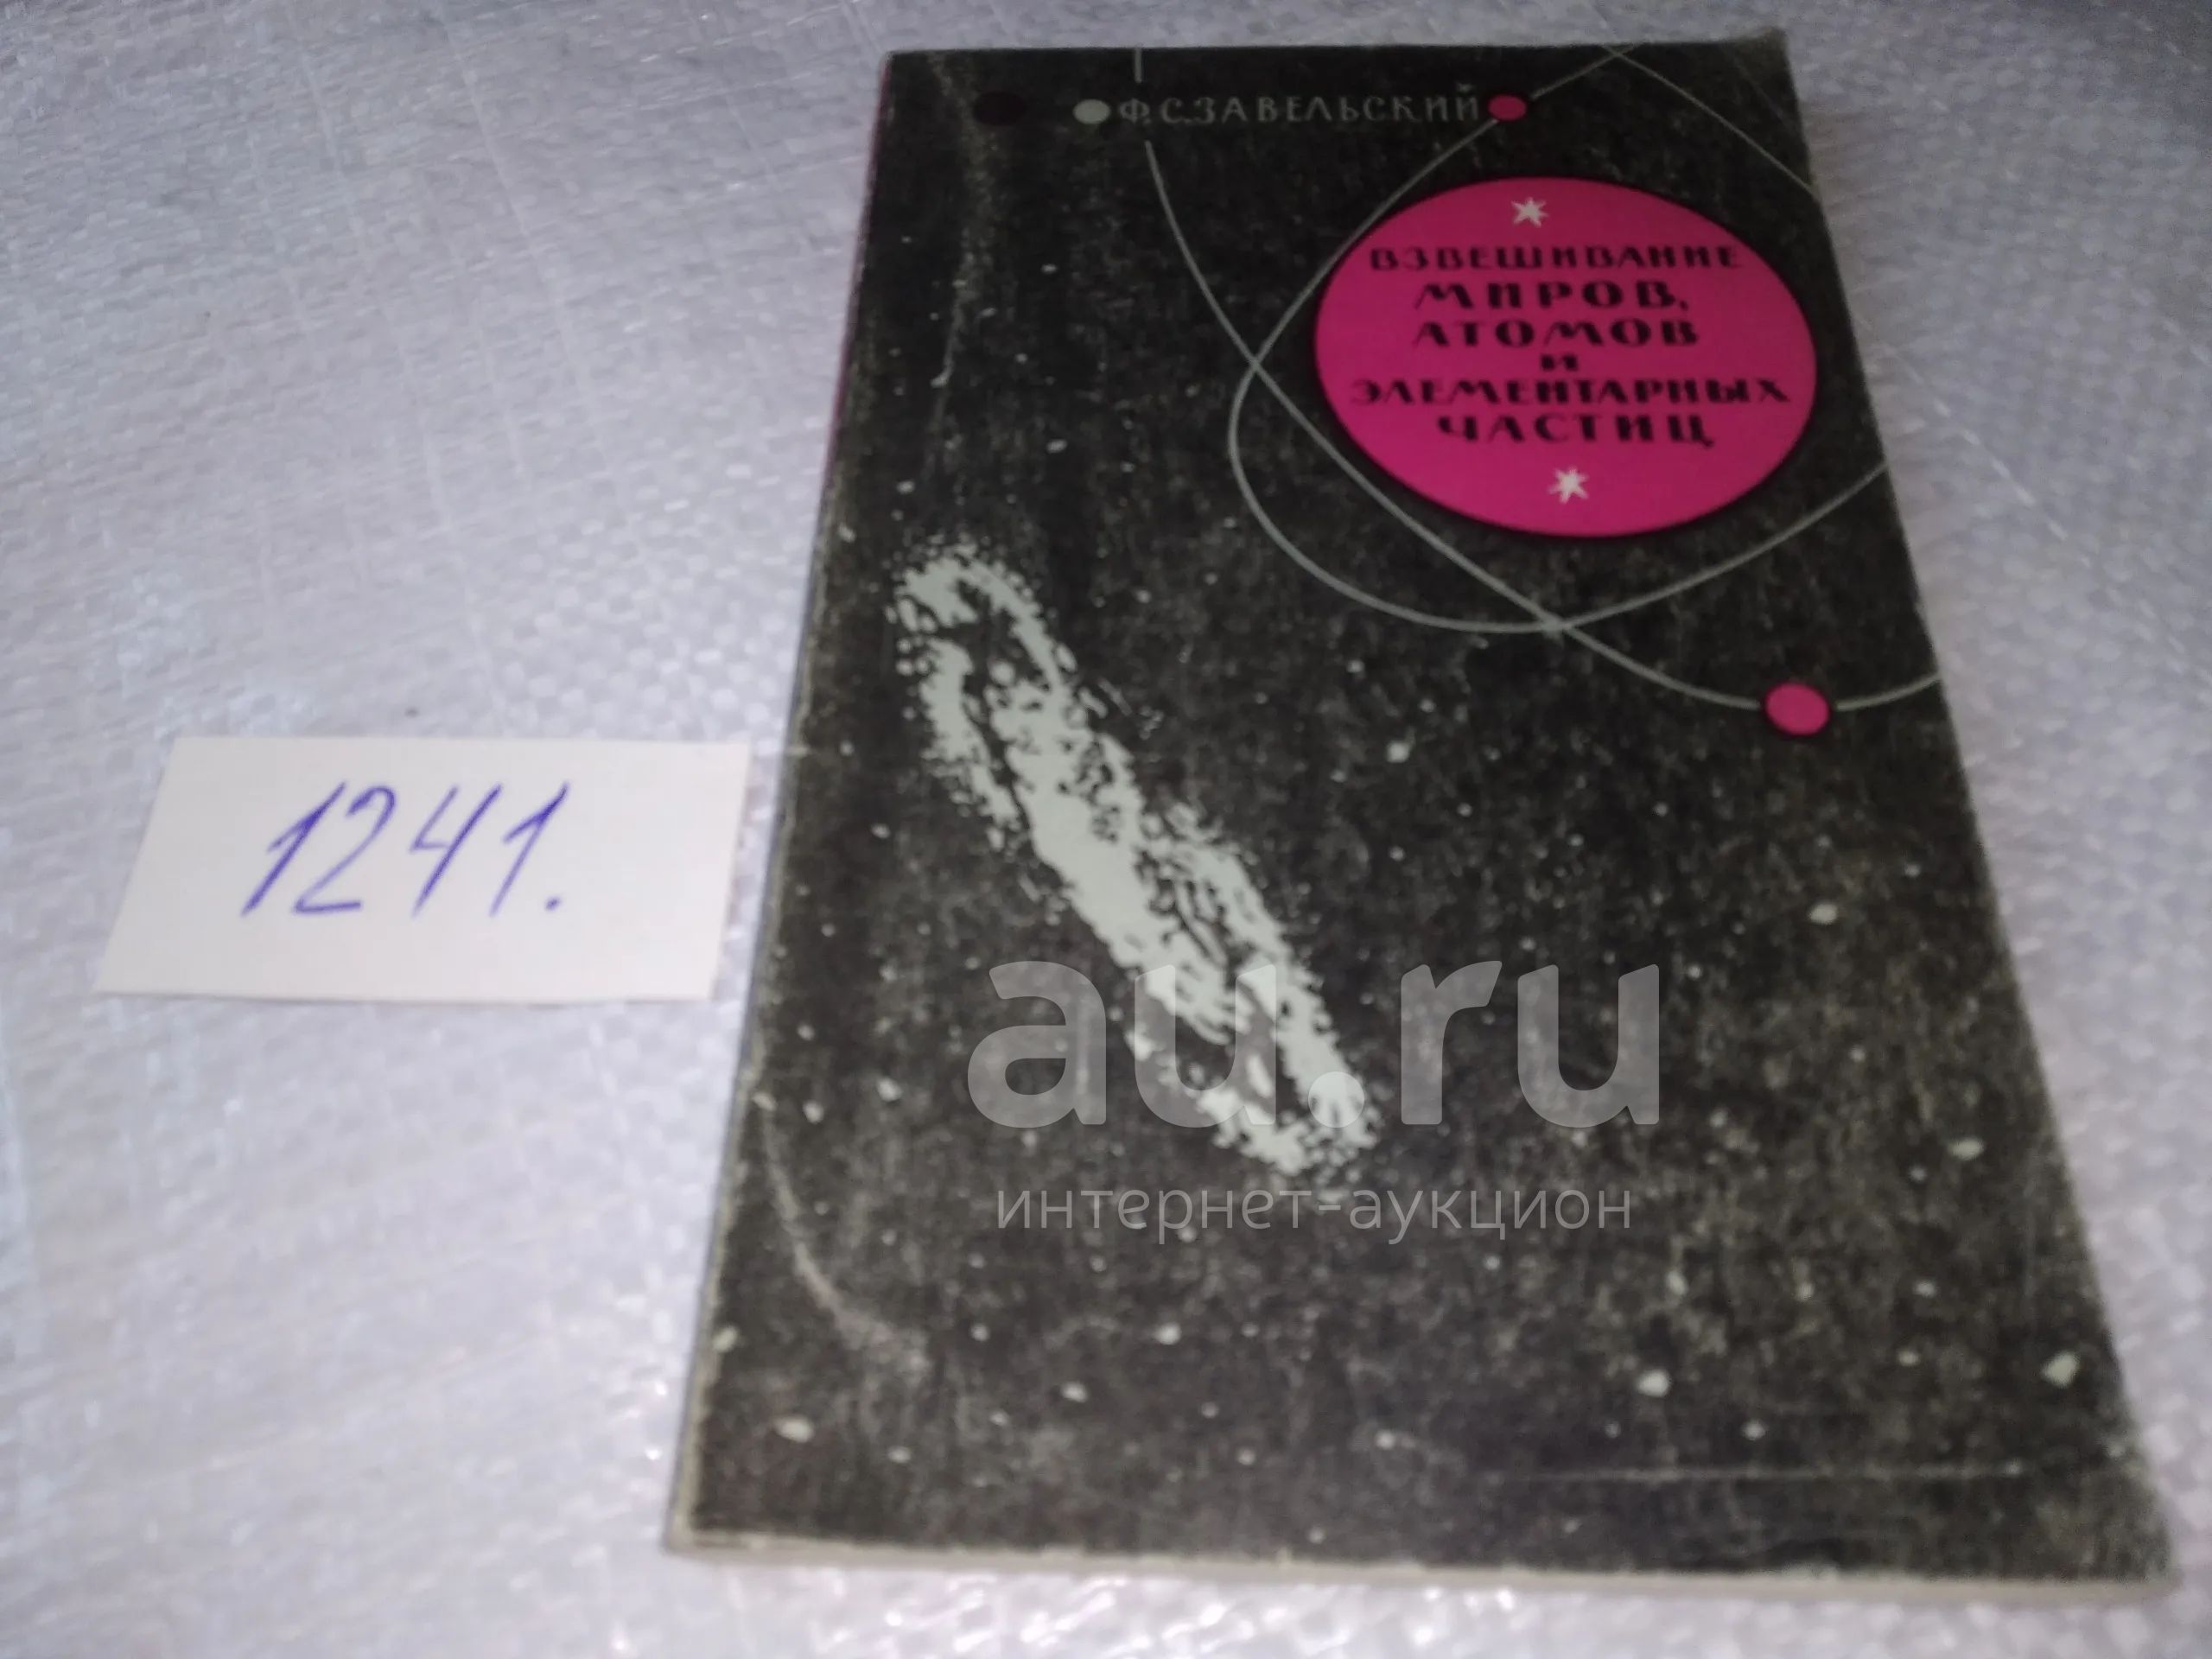 Ф.С.ЗАВЕЛЬСКИЙ
ВЗВЕШИВАНИЕ
МИРОВ,
АТОМОВ
И
ЭЛЕМЕНТАРНЫХ
ЧАСТИЦ
1241.
au.ru
интернет-аукцион